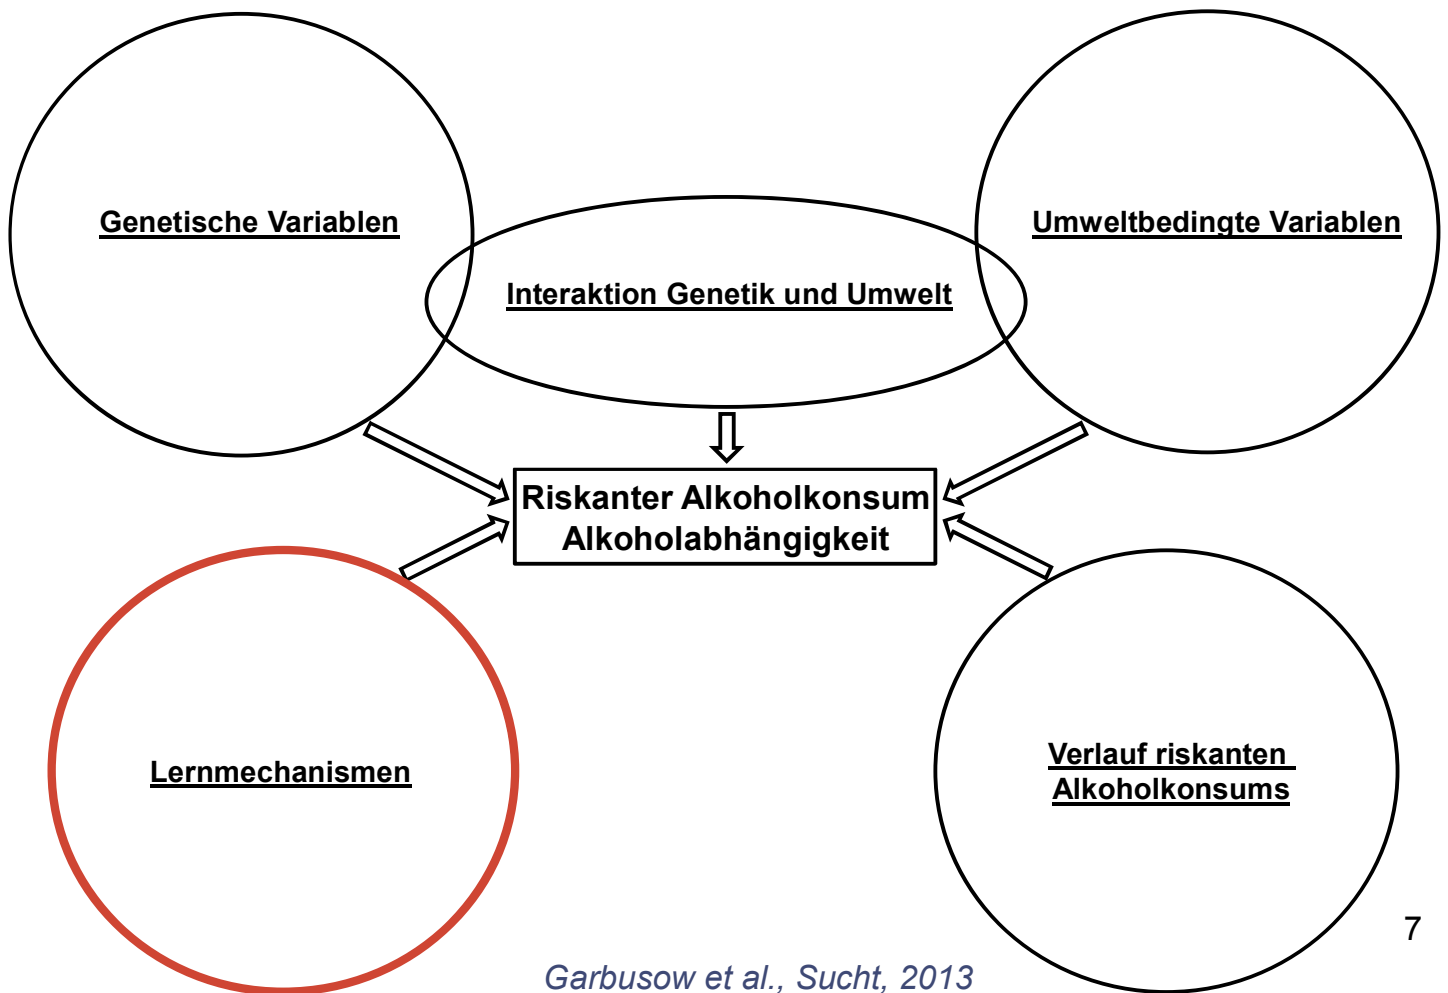 Genetische Variablen
Umweltbedingte Variablen
Interaktion Genetik und Umwelt
Riskanter Alkoholkonsum
Alkoholabhängigkeit
Lernmechanismen
Verlauf riskanten
Alkoholkonsums
7
Garbusow et al., Sucht, 2013